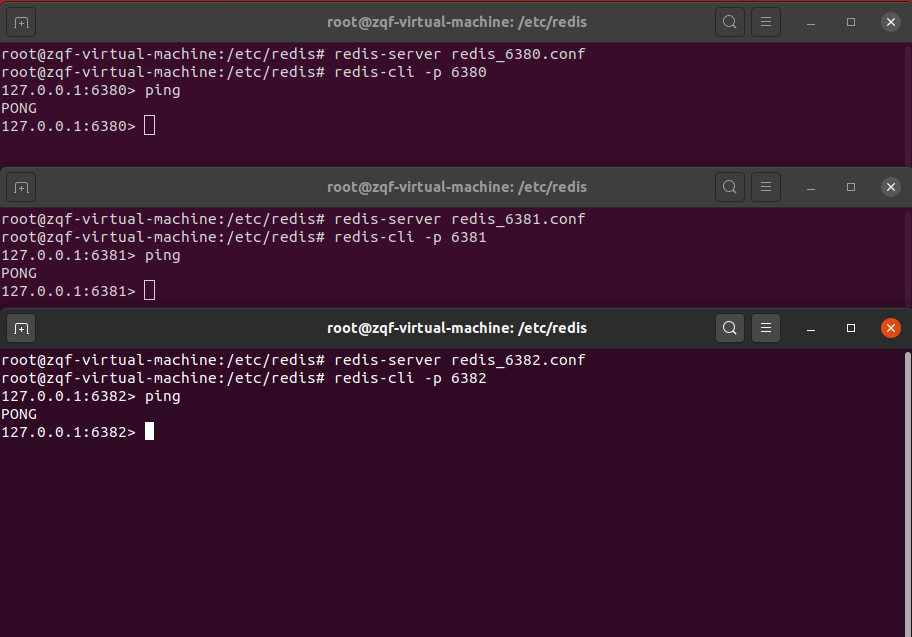 root@zqf-virtual-machine: /etc/redis
root@zqf-virtual-machine:/etc/redis# redis-server redis_6380.conf
root@zqf-virtual-machine:/etc/redis# redis-cli -p 6380
127.0.0.1:6380> ping
PONG
127.0.0.1:6380>
root@zqf-virtual-machine: /etc/redis
root@zqf-virtual-machine:/etc/redis# redis-server redis_6381.conf
root@zqf-virtual-machine:/etc/redis# redis-cli -p 6381
127.0.0.1:6381> ping
PONG
127.0.0.1:6381>
root@zqf-virtual-machine: /etc/redis
root@zqf-virtual-machine:/etc/redis# redis-server redis_6382.conf
root@zqf-virtual-machine:/etc/redis# redis-cli -p 6382
127.0.0.1:6382> ping
PONG
127.0.0.1:6382>